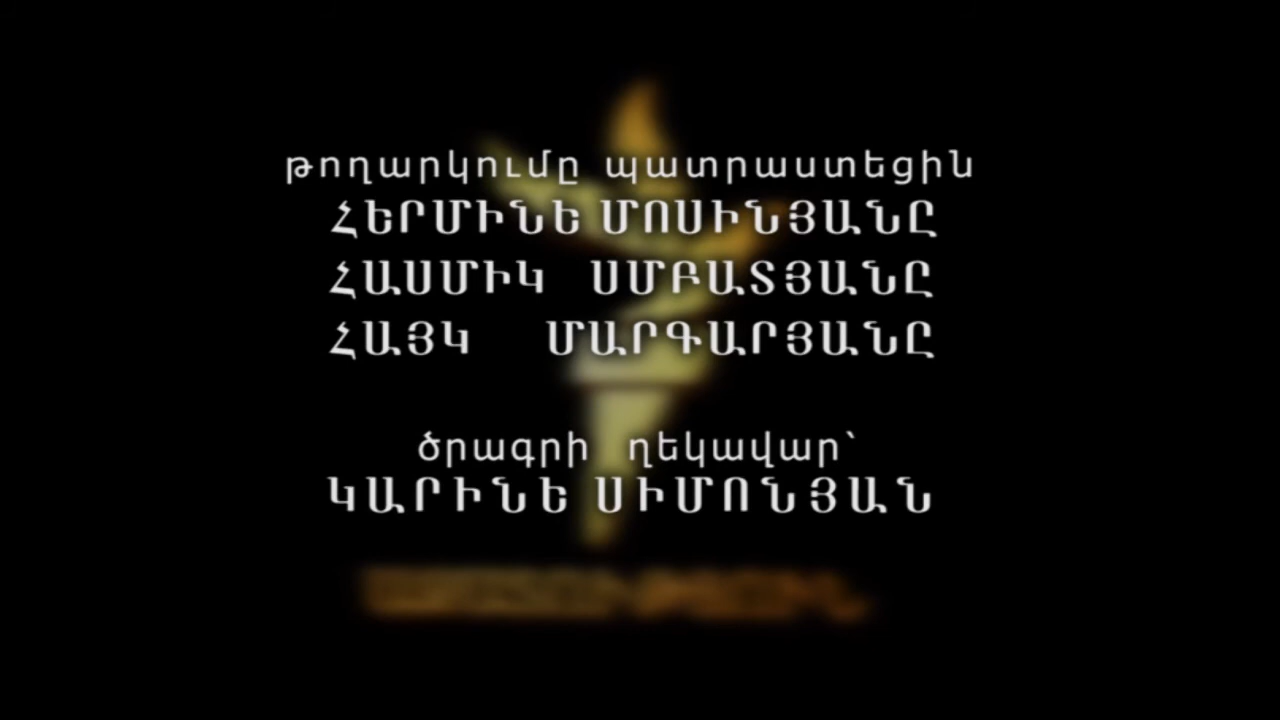 թողարկումը պատրաստեցին
ՀԵՐՄԻՆԵ ՄՈՍԻՆՅԱՆԸ
ՀԱՍՄԻԿ ՍՄԲԱՏՅԱՆԸ
ՀԱՅԿ ՄԱՐԳԱՐՅԱՆԸ
ծրագրի ղեկավար՝
ԿԱՐԻՆԵ ՍԻՄՈՆՅԱՆ